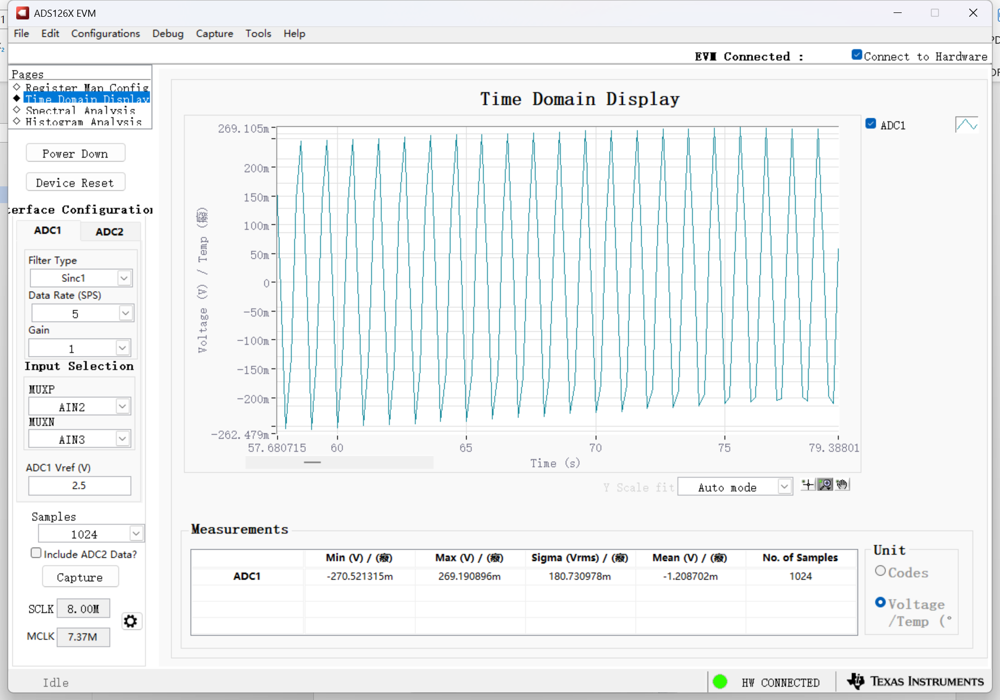 ADS126X EVM
File Edit Configurations Debug Capture Tools Help
EVM Connected :
Connect to Hardware
Pages
Register Map Config
Time Domain Display
Spectral Analysis
Histogram Analysis
Power Down
Device Reset
terface Configuration
ADC1 ADC2
Filter Type
Sinc1
Data Rate (SPS)
5
Gain
1
Input Selection
MUXP
AIN2
MUXN
AIN3
ADC1 Vref (V)
2.5
Samples
1024
Include ADC2 Data?
Capture
SCLK 8.00M
MCLK 7.37M
Time Domain Display
ADC1
Voltage (V) / Temp (癈)
269.105m
200m
150m
100m
50m
0
-50m
-100m
-150m
-200m
-262.479m
57.680715 60 65 70 75 79.38801
Time (s)
Y Scale fit Auto mode
Measurements
Min (V) / (癈) Max (V) / (癈) Sigma (Vrms) / (癈) Mean (V) / (癈) No. of Samples
ADC1 -270.521315m 269.190896m 180.730978m -1.208702m 1024
Unit
Codes
Voltage
/Temp (°
Idle
HW CONNECTED
TEXAS INSTRUMENTS